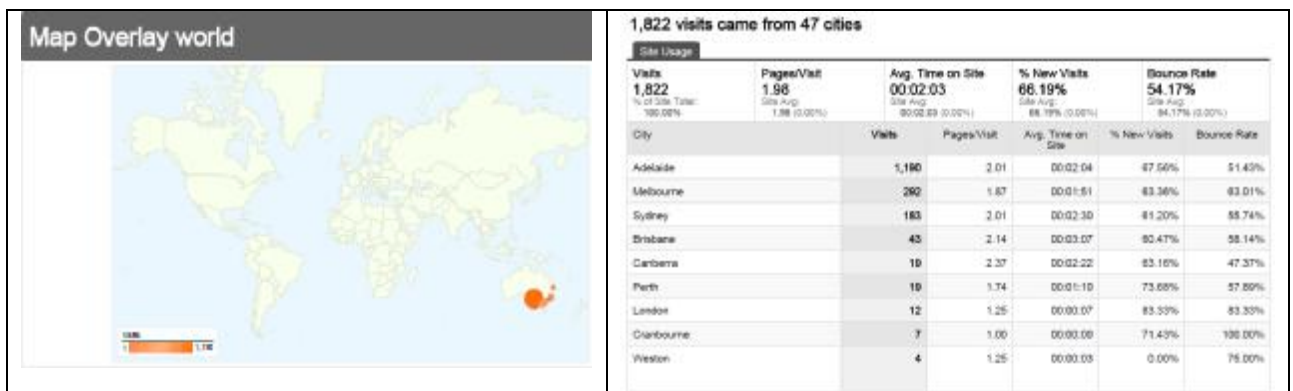 Map Overlay world
Visits
1 1,190
1,822 visits came from 47 cities
Site Usage
Visits Pages/Visit Avg. Time on Site % New Visits Bounce Rate
1,822 1.98 00:02:03 66.19% 54.17%
% of Site Total: Site Avg: Site Avg: Site Avg: Site Avg:
100.00% 1.98 (0.00%) 00:02:03 (0.00%) 66.19% (0.00%) 54.17% (0.00%)
City Visits Pages/Visit Avg. Time on Site % New Visits Bounce Rate
Adelaide 1,190 2.01 00:02:04 67.56% 51.43%
Melbourne 292 1.87 00:01:51 63.36% 63.01%
Sydney 183 2.01 00:02:30 61.20% 55.74%
Brisbane 43 2.14 00:03:07 60.47% 58.14%
Canberra 19 2.37 00:02:22 63.16% 47.37%
Perth 19 1.74 00:01:10 73.68% 57.89%
London 12 1.25 00:00:07 83.33% 83.33%
Cranbourne 7 1.00 00:00:00 71.43% 100.00%
Weston 4 1.25 00:00:03 0.00% 75.00%